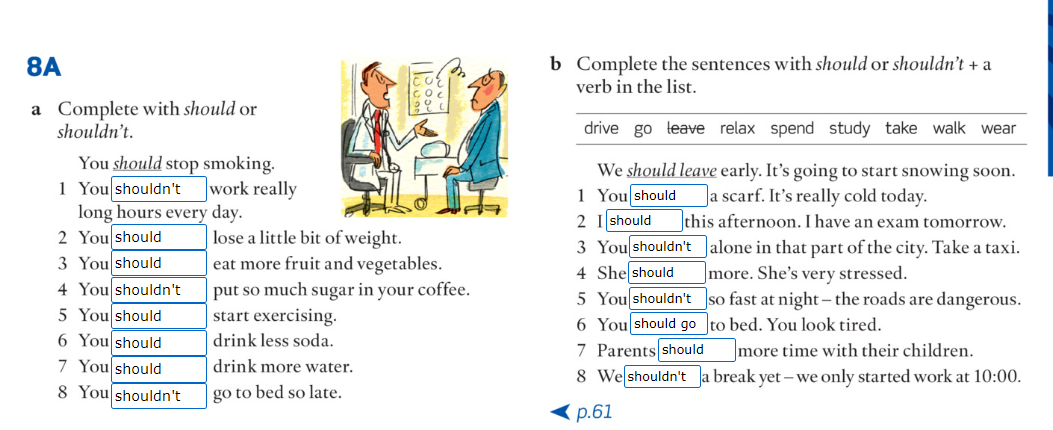 8A
a Complete with should or
shouldn't.
You should stop smoking.
1 You shouldn't work really
long hours every day.
2 You should lose a little bit of weight.
3 You should eat more fruit and vegetables.
4 You shouldn't put so much sugar in your coffee.
5 You should start exercising.
6 You should drink less soda.
7 You should drink more water.
8 You shouldn't go to bed so late.
b Complete the sentences with should or shouldn't + a
verb in the list.
drive go leave relax spend study take walk wear
We should leave early. It's going to start snowing soon.
1 You should a scarf. It's really cold today.
2 I should this afternoon. I have an exam tomorrow.
3 You shouldn't alone in that part of the city. Take a taxi.
4 She should more. She's very stressed.
5 You shouldn't so fast at night – the roads are dangerous.
6 You should go to bed. You look tired.
7 Parents should more time with their children.
8 We shouldn't a break yet – we only started work at 10:00.
p.61